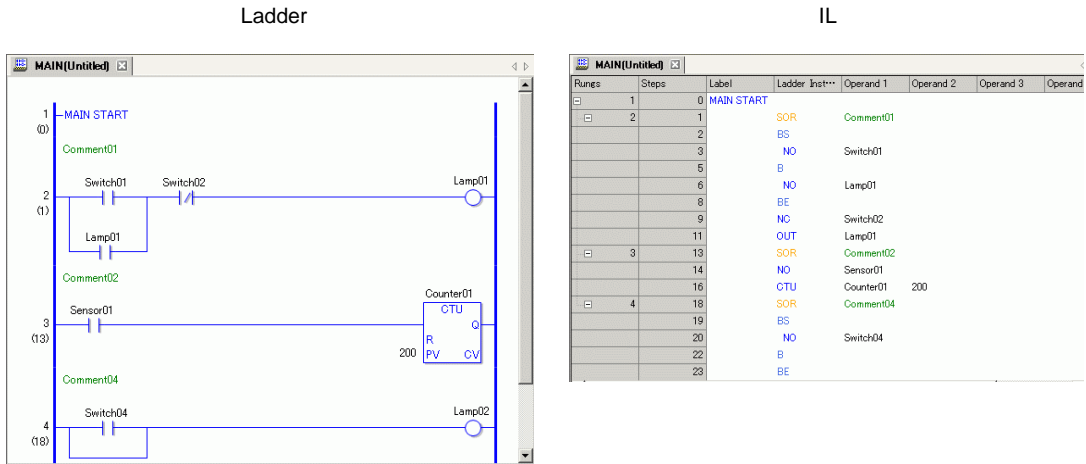 Ladder
MAIN(Untitled)
1 MAIN START
(0)
Comment01
Switch01 Switch02 Lamp01
2
(1)
Lamp01
Comment02
Counter01
Sensor01 CTU
3 Q
(13) R
200 PV CV
Comment04
Switch04 Lamp02
4
(18)
IL
MAIN(Untitled)
Rungs Steps Label Ladder Inst··· Operand 1 Operand 2 Operand 3 Operand
1 0 MAIN START
2 1 SOR Comment01
2 BS
3 NO Switch01
5 B
6 NO Lamp01
8 BE
9 NC Switch02
11 OUT Lamp01
3 13 SOR Comment02
14 NO Sensor01
16 CTU Counter01 200
4 18 SOR Comment04
19 BS
20 NO Switch04
22 B
23 BE